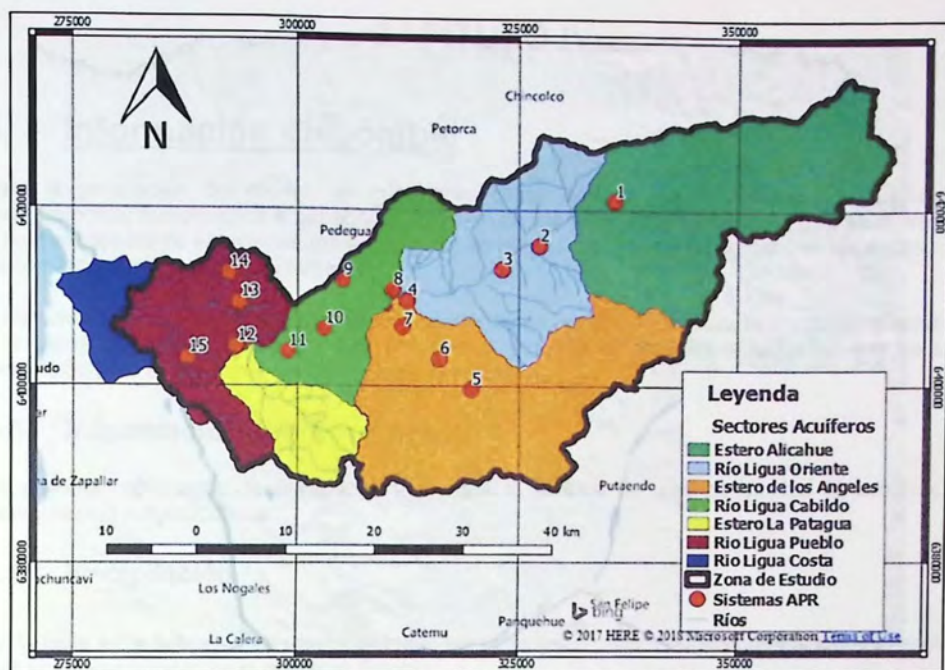 275000 300000 325000 350000
Chincolco
Petorca
N
1
6420000 6420000
Pedegua
2
14 9 3
8
13 4
10 7
12
15 11 6
udo
5
6400000 6400000
Leyenda
Sectores Acuíferos
Estero Alicahue
Río Ligua Oriente
Estero de los Angeles
Río Ligua Cabildo
Estero La Patagua
Rio Ligua Pueblo
Rio Ligua Costa
Zona de Estudio
Sistemas APR
Ríos
na de Zapallar
Putaendo
10 0 10 20 30 40 km
6380000 6380000
chuncaví
Los Nogales
San Felipe
bing
Panquehue
La Calera
Catemu
© 2017 HERE © 2018 Microsoft Corporation Terms of Use
275000 300000 325000 350000